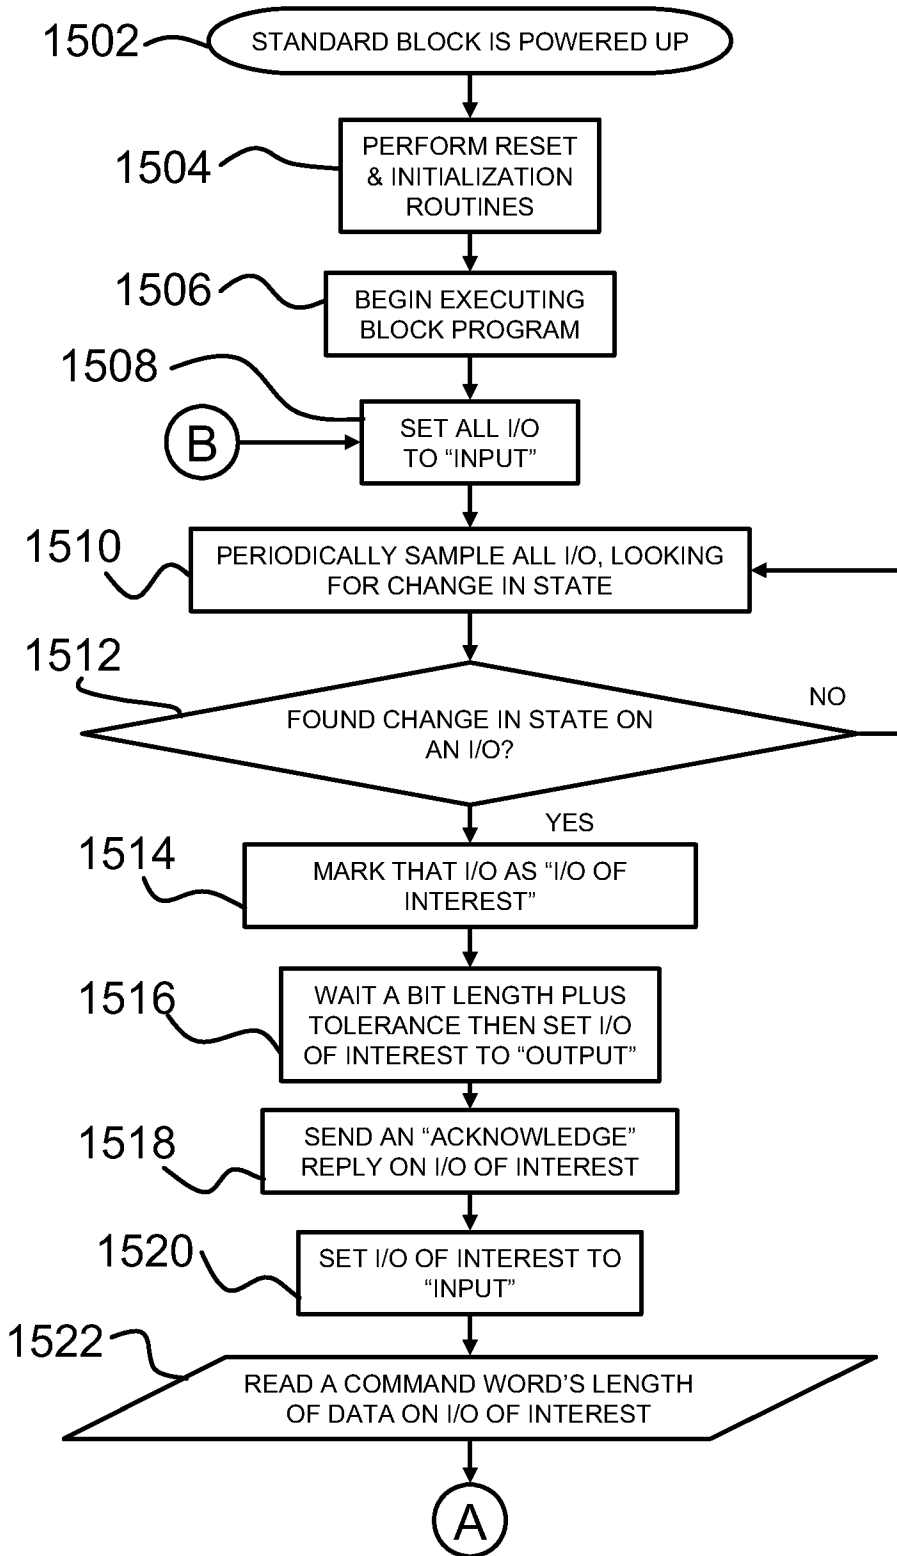 1502
STANDARD BLOCK IS POWERED UP
1504
PERFORM RESET
& INITIALIZATION
ROUTINES
1506
BEGIN EXECUTING
BLOCK PROGRAM
1508
B
SET ALL I/O
TO “INPUT”
1510
PERIODICALLY SAMPLE ALL I/O, LOOKING
FOR CHANGE IN STATE
1512
FOUND CHANGE IN STATE ON
AN I/O?
NO
YES
1514
MARK THAT I/O AS “I/O OF
INTEREST”
1516
WAIT A BIT LENGTH PLUS
TOLERANCE THEN SET I/O
OF INTEREST TO “OUTPUT”
1518
SEND AN “ACKNOWLEDGE”
REPLY ON I/O OF INTEREST
1520
SET I/O OF INTEREST TO
“INPUT”
1522
READ A COMMAND WORD’S LENGTH
OF DATA ON I/O OF INTEREST
A